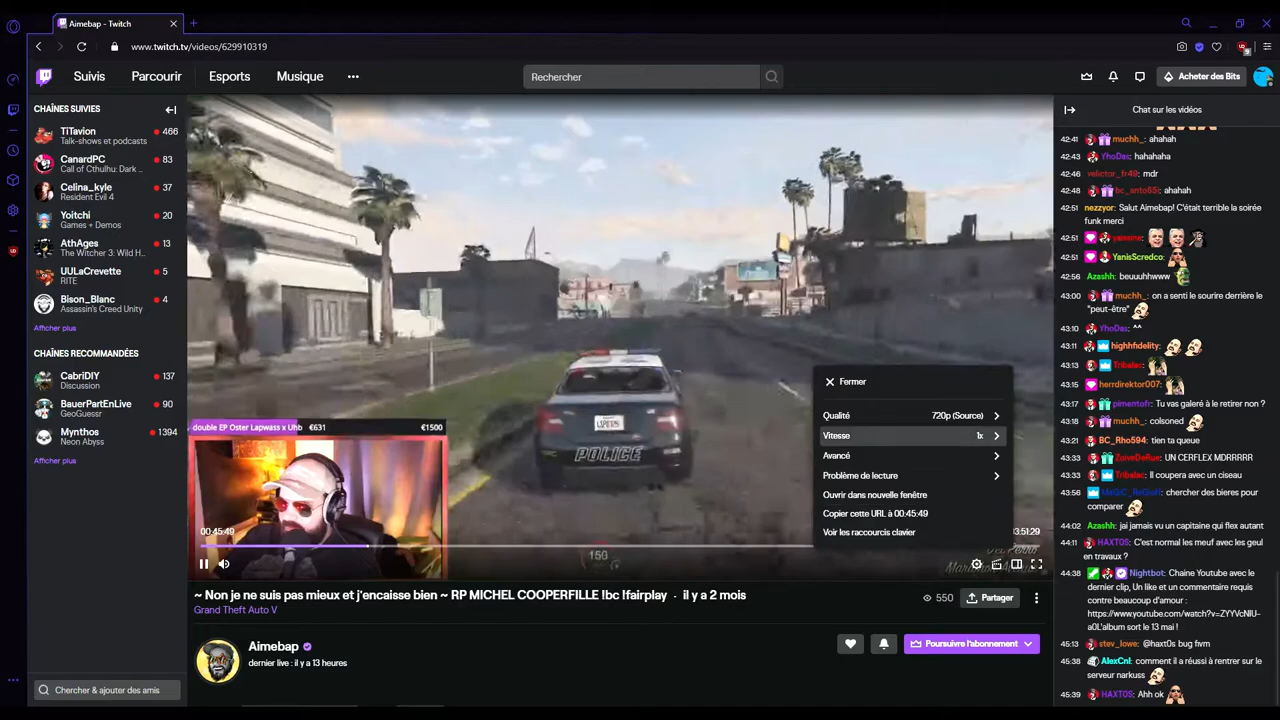 Aimebap - Twitch
www.twitch.tv/videos/629910319
Suivis
Parcourir
Esports
Musique
Rechercher
Acheter des Bits
CHAÎNES SUIVIES
TiTavion 466
Talk-shows et podcasts
CanardPC 83
Call of Cthulhu: Dark ...
Celina_kyle 37
Resident Evil 4
Yoitchi 20
Games + Demos
AthAges 13
The Witcher 3: Wild H...
UULaCrevette 5
RITE
Bison_Blanc 4
Assassin's Creed Unity
Afficher plus
CHAÎNES RECOMMANDÉES
CabriDIY 137
Discussion
BauerPartEnLive 90
GeoGuessr
Mynthos 1394
Neon Abyss
Afficher plus
Chercher & ajouter des amis
POLICE
double EP Oster Lapwass x Uhb €631 €1500
00:45:49
150
Fermer
Qualité 720p (Source)
Vitesse 1x
Avancé
Problème de lecture
Ouvrir dans nouvelle fenêtre
Copier cette URL à 00:45:49
Voir les raccourcis clavier
~ Non je ne suis pas mieux et j'encaisse bien ~ RP MICHEL COOPERFILLE !bc !fairplay · il y a 2 mois
Grand Theft Auto V
550
Partager
Aimebap
dernier live : il y a 13 heures
Poursuivre l'abonnement
Chat sur les vidéos
42:41 muchh_: ahahah
42:43 YhoDas: hahahaha
42:46 velictor_fr49: mdr
42:48 bc_anto65i: ahahah
42:51 nezzyor: Salut Aimebap! C'était terrible la soirée
funk merci
42:51
42:51 YanisScredco:
42:56 Azashh: beuuuhhwww
43:00 muchh_: on a senti le sourire derrière le
"peut-être"
43:10 YhoDas: ^^
43:11 highhfidelity:
43:13 Tribalac:
43:15 herrdirektor007:
43:17 pimentofr: Tu vas galeré à le retirer non ?
43:18 muchh_: colsoned
43:21 BC_Rho594: tien ta queue
43:33 ZoiveDeRue: UN CERFLEX MDRRRRR
43:33 Tribalac: Il coupera avec un ciseau
43:56 chercher des bieres pour
comparer
44:02 Azashh: jai jamais vu un capitaine qui flex autant
44:11 HAXT0S: C'est normal les meuf avec les geul
en travaux ?
44:38 Nightbot: Chaine Youtube avec le
dernier clip, Un like et un commentaire requis
contre beaucoup d'amour :
https://www.youtube.com/watch?v=ZYYVcNIU-
a0L'album sort le 13 mai !
45:13 stev_lowe: @haxt0s bug fivm
45:38 AlexCnl: comment il a réussi à rentrer sur le
serveur narkuss
45:39 HAXT0S: Ahh ok